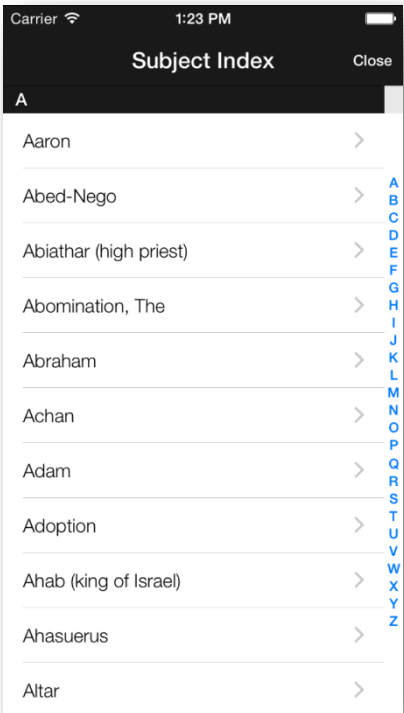 Carrier 1:23 PM
Subject Index Close
A
Aaron
Abed-Nego
Abiathar (high priest)
Abomination, The
Abraham
Achan
Adam
Adoption
Ahab (king of Israel)
Ahasuerus
Altar
A
B
C
D
E
F
G
H
I
J
K
L
M
N
O
P
Q
R
S
T
U
V
W
X
Y
Z